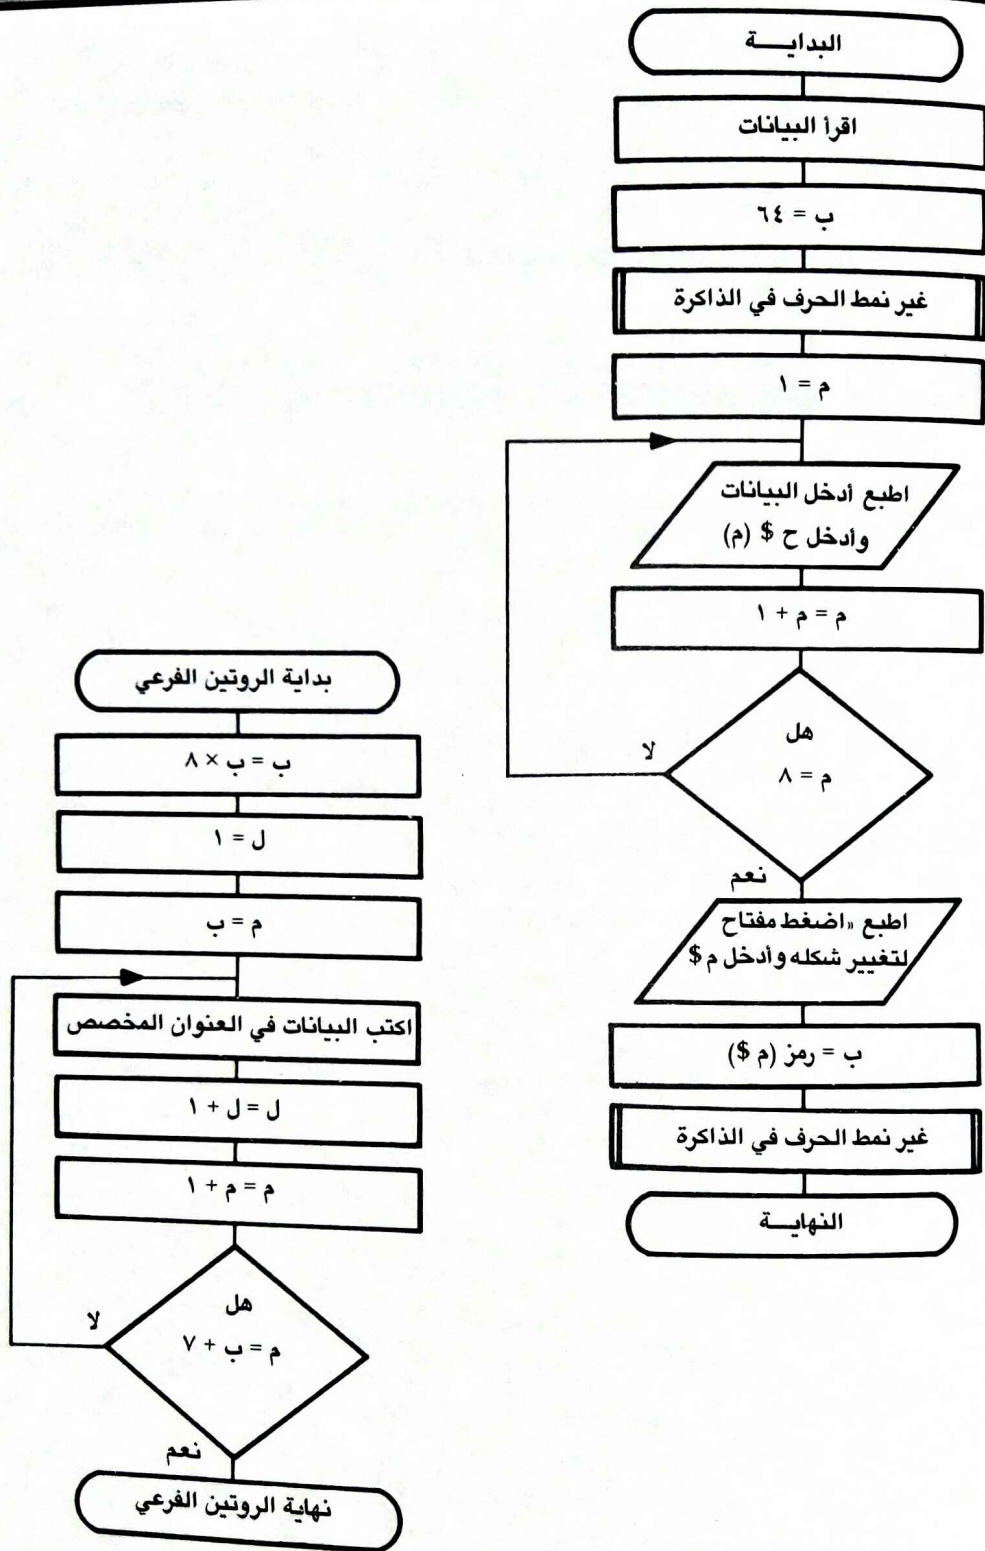 البدايـــة
اقرأ البيانات
ب = ٦٤
غير نمط الحرف في الذاكرة
م = ١
اطبع أدخل البيانات
وأدخل ح $ (م)
م = م + ١
هل
م = ٨
لا
نعم
اطبع «اضغط مفتاح
لتغيير شكله وأدخل م $
ب = رمز (م $)
غير نمط الحرف في الذاكرة
النهايـــة
بداية الروتين الفرعي
ب = ب × ٨
ل = ١
م = ب
اكتب البيانات في العنوان المخصص
ل = ل + ١
م = م + ١
هل
م = ب + ٧
لا
نعم
نهاية الروتين الفرعي